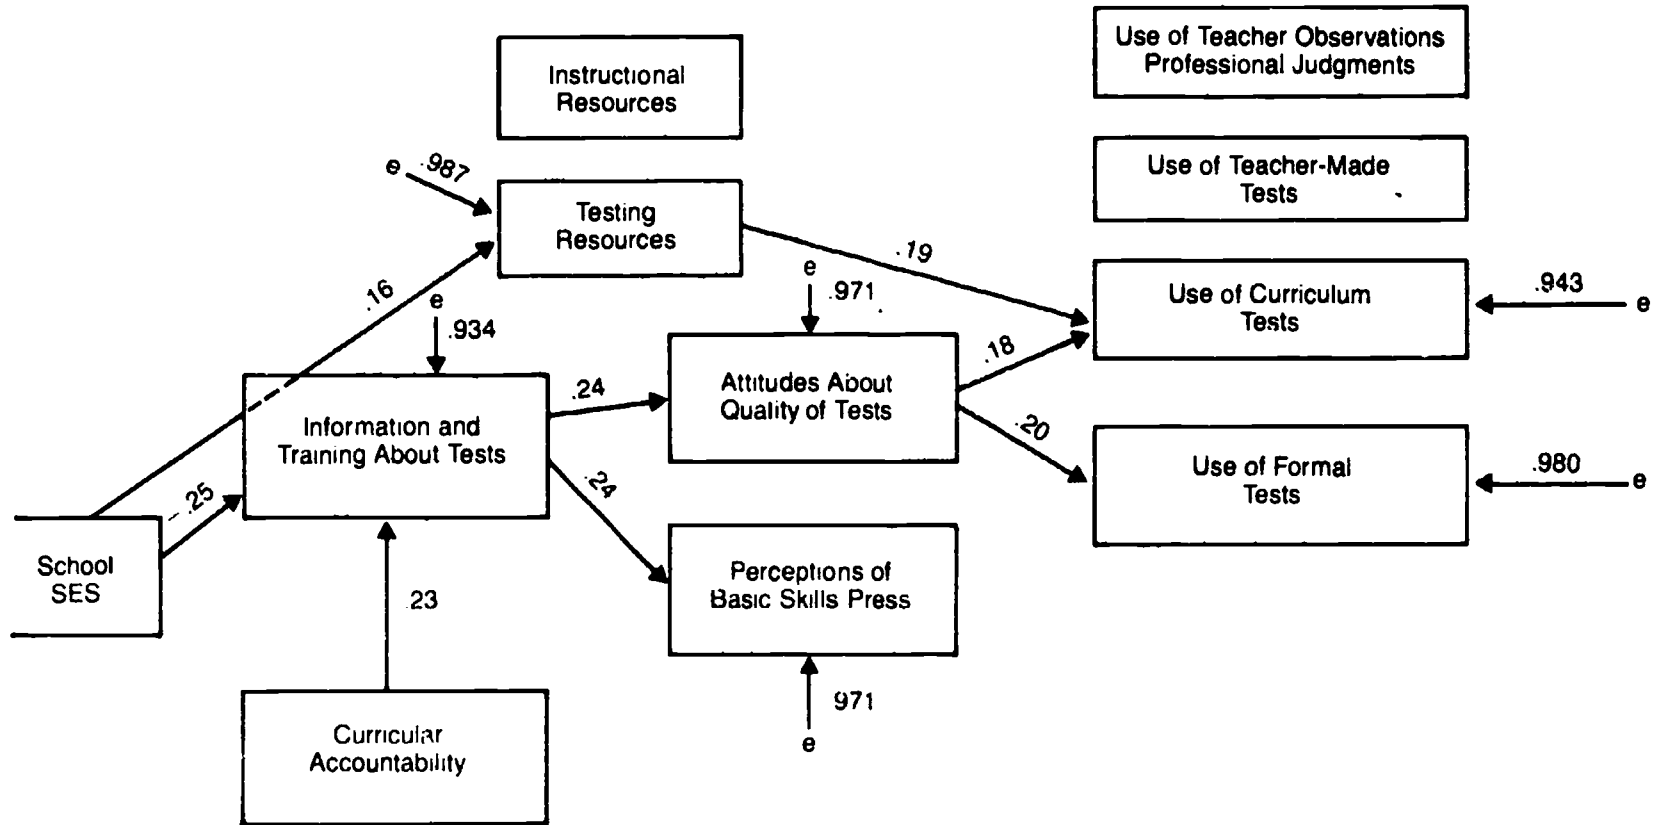 Instructional
Resources
Use of Teacher Observations
Professional Judgments
Use of Teacher-Made
Tests
e .987
Testing
Resources
.19
.16
e
.934
e
.971
Use of Curriculum
Tests
.943
e
Information and
Training About Tests
.24
Attitudes About
Quality of Tests
.18
.20
Use of Formal
Tests
.980
e
.24
-.25
School
SES
.23
Perceptions of
Basic Skills Press
971
e
Curricular
Accountability